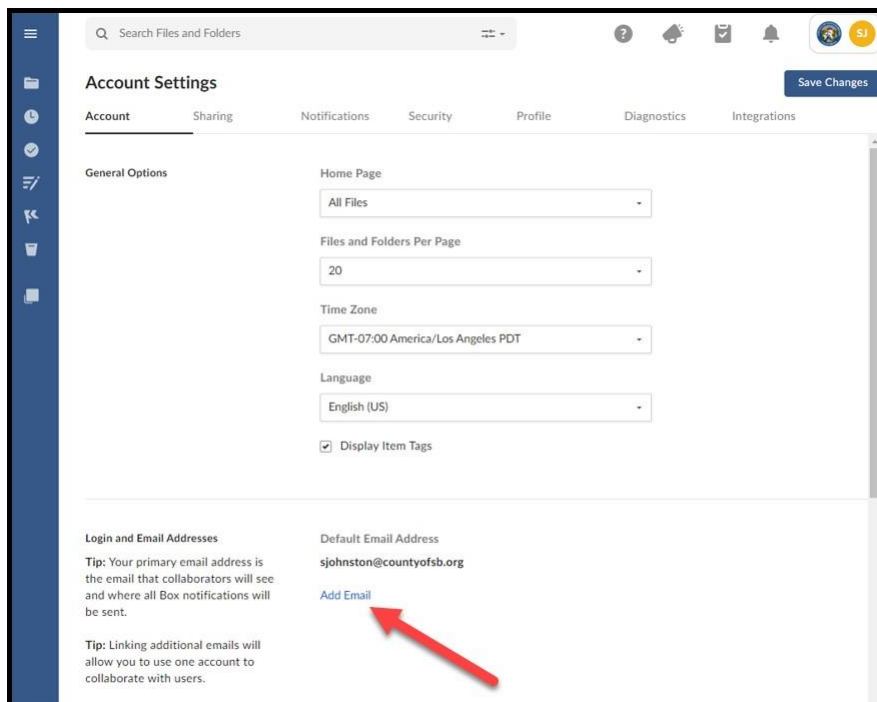 Search Files and Folders
?
SJ
Account Settings
Save Changes
Account Sharing Notifications Security Profile Diagnostics Integrations
General Options
Home Page
All Files
Files and Folders Per Page
20
Time Zone
GMT-07:00 America/Los Angeles PDT
Language
English (US)
Display Item Tags
Login and Email Addresses
Tip: Your primary email address is
the email that collaborators will see
and where all Box notifications will
be sent.
Tip: Linking additional emails will
allow you to use one account to
collaborate with users.
Default Email Address
sjohnston@countyofsb.org
Add Email